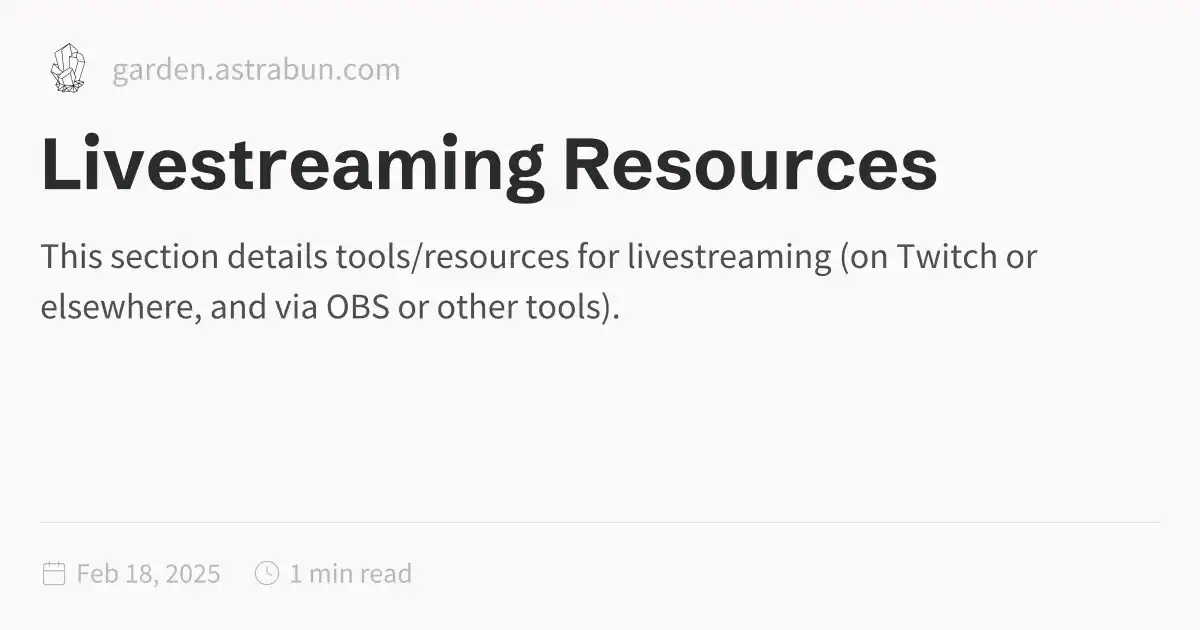 garden.astrabun.com
Livestreaming Resources
This section details tools/resources for livestreaming (on Twitch or
elsewhere, and via OBS or other tools).
Feb 18, 2025 1 min read